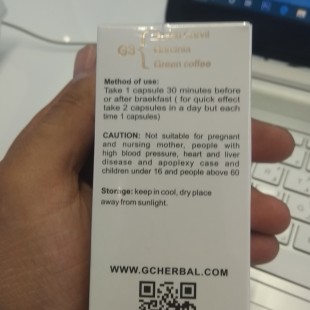 G3
Garcinia
Green coffee
Method of use:
Take 1 capsule 30 minutes before
or after braekfast ( for quick effect
take 2 capsules in a day but each
time 1 capsules)
CAUTION: Not suitable for pregnant
and nursing mother, people with
high blood pressure, heart and liver
disease and apoplexy case and
children under 16 and people above 60
Storage: keep in cool, dry place
away from sunlight.
WWW.GCHERBAL.COM